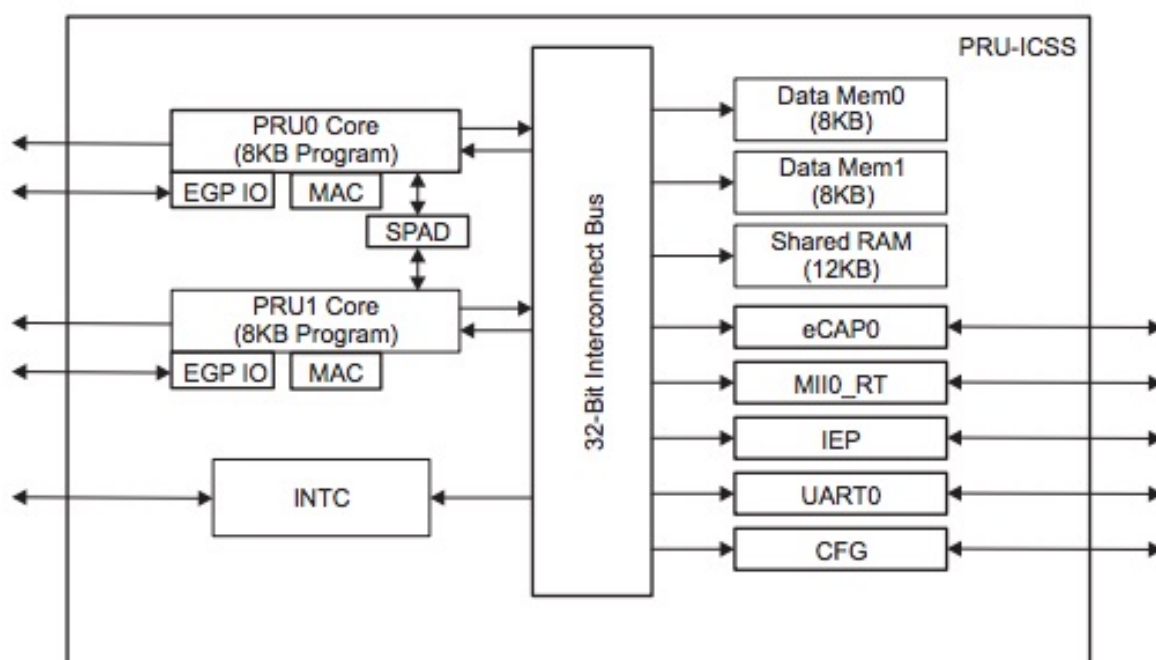 PRU-ICSS
PRU0 Core
(8KB Program)
EGP IO
MAC
SPAD
PRU1 Core
(8KB Program)
EGP IO
MAC
INTC
32-Bit Interconnect Bus
Data Mem0
(8KB)
Data Mem1
(8KB)
Shared RAM
(12KB)
eCAP0
MII0_RT
IEP
UART0
CFG